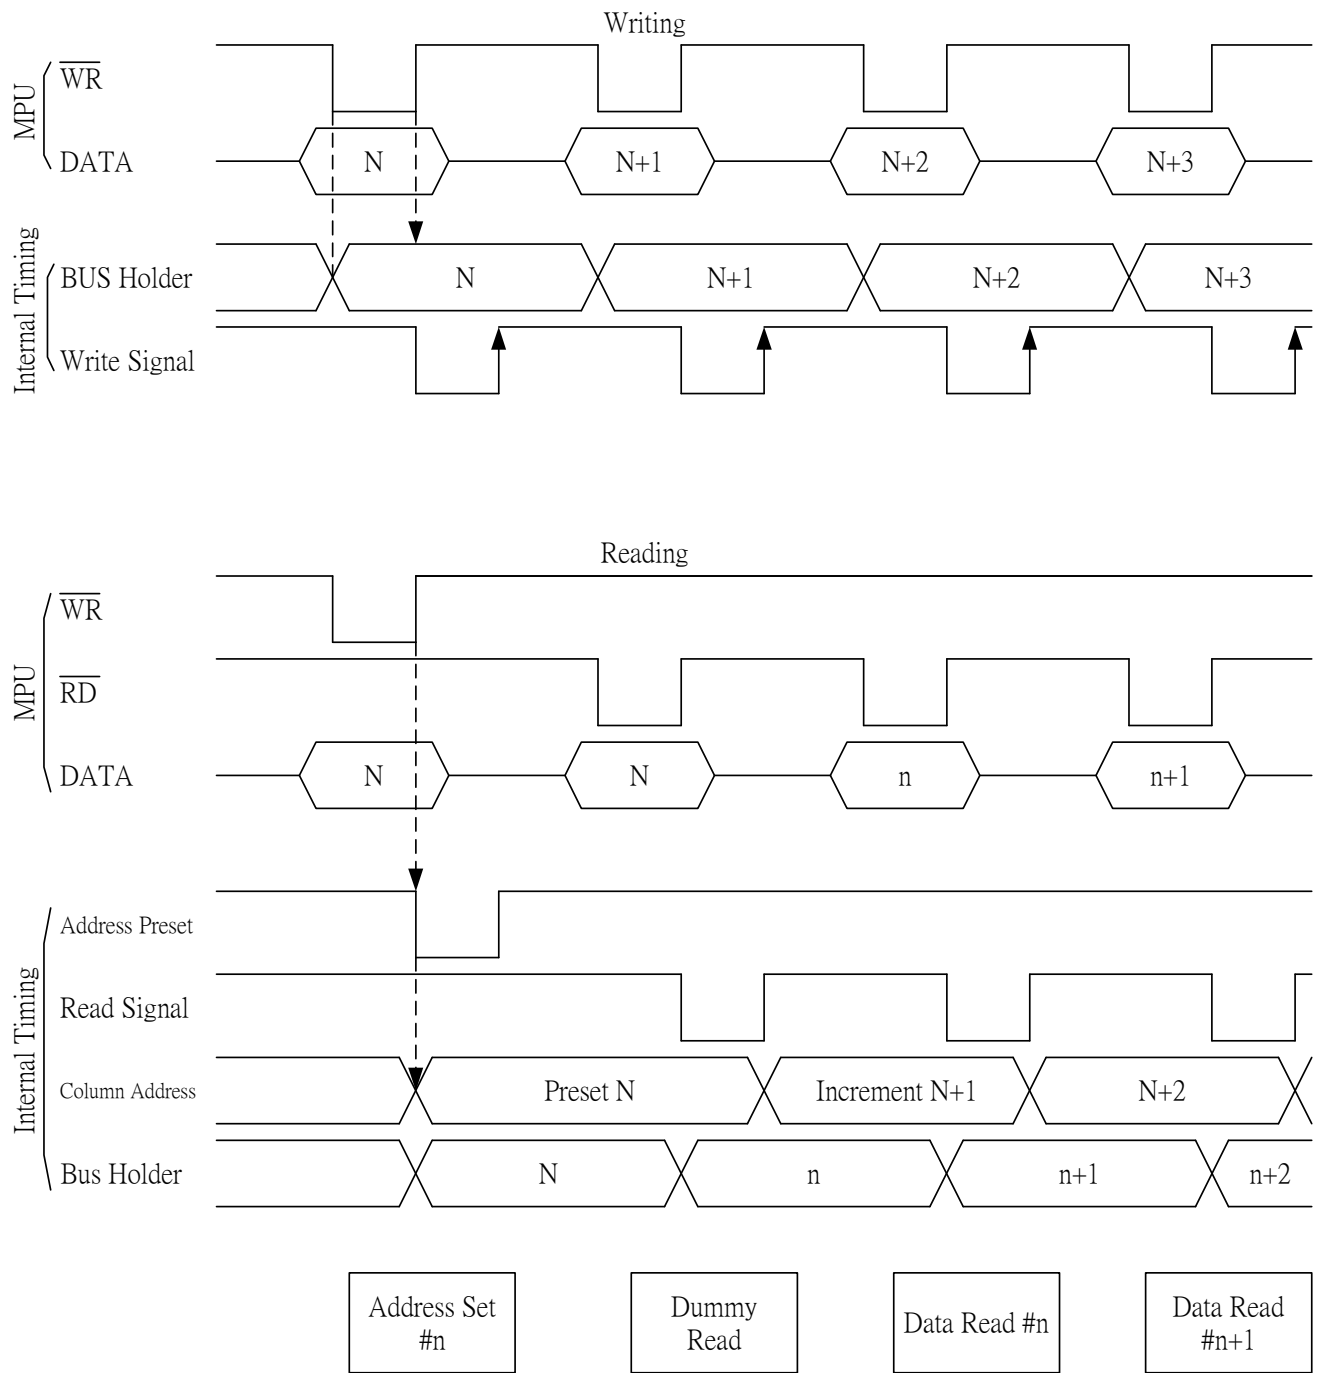 Writing
MPU
WR
DATA
N
N+1
N+2
N+3
Internal Timing
BUS Holder
N
N+1
N+2
N+3
Write Signal
Reading
MPU
WR
RD
DATA
N
N
n
n+1
Internal Timing
Address Preset
Read Signal
Column Address
Preset N
Increment N+1
N+2
Bus Holder
N
n
n+1
n+2
Address Set
#n
Dummy
Read
Data Read #n
Data Read
#n+1